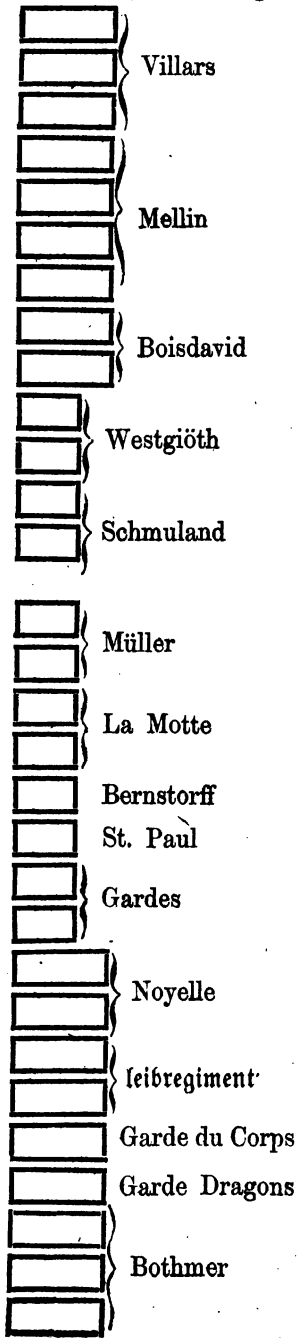 Villars
Mellin
Boisdavid
Westgiöth
Schmuland
Müller
La Motte
Bernstorff
St. Paul
Gardes
Noyelle
leibregiment
Garde du Corps
Garde Dragons
Bothmer